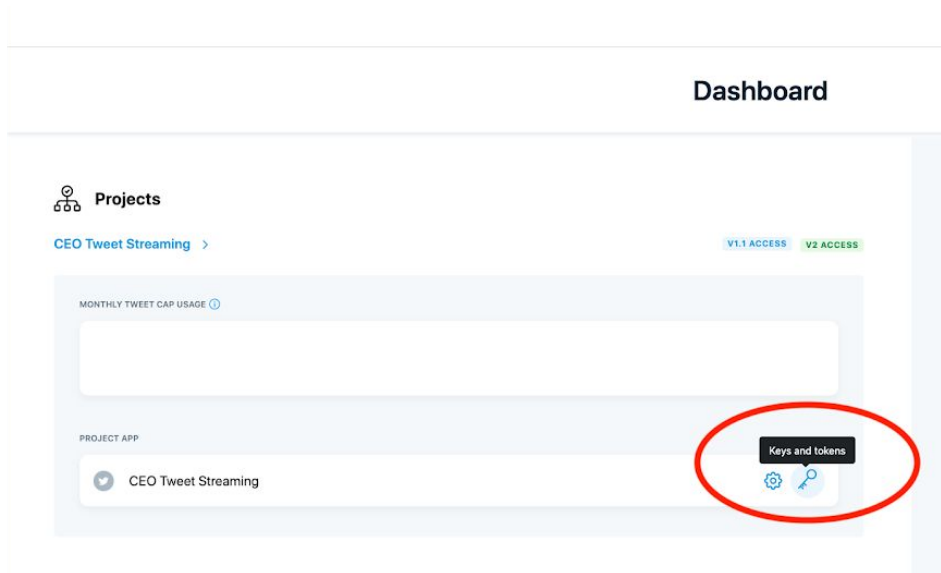 Dashboard
Projects
CEO Tweet Streaming
V1.1 ACCESS V2 ACCESS
MONTHLY TWEET CAP USAGE
PROJECT APP
Keys and tokens
CEO Tweet Streaming